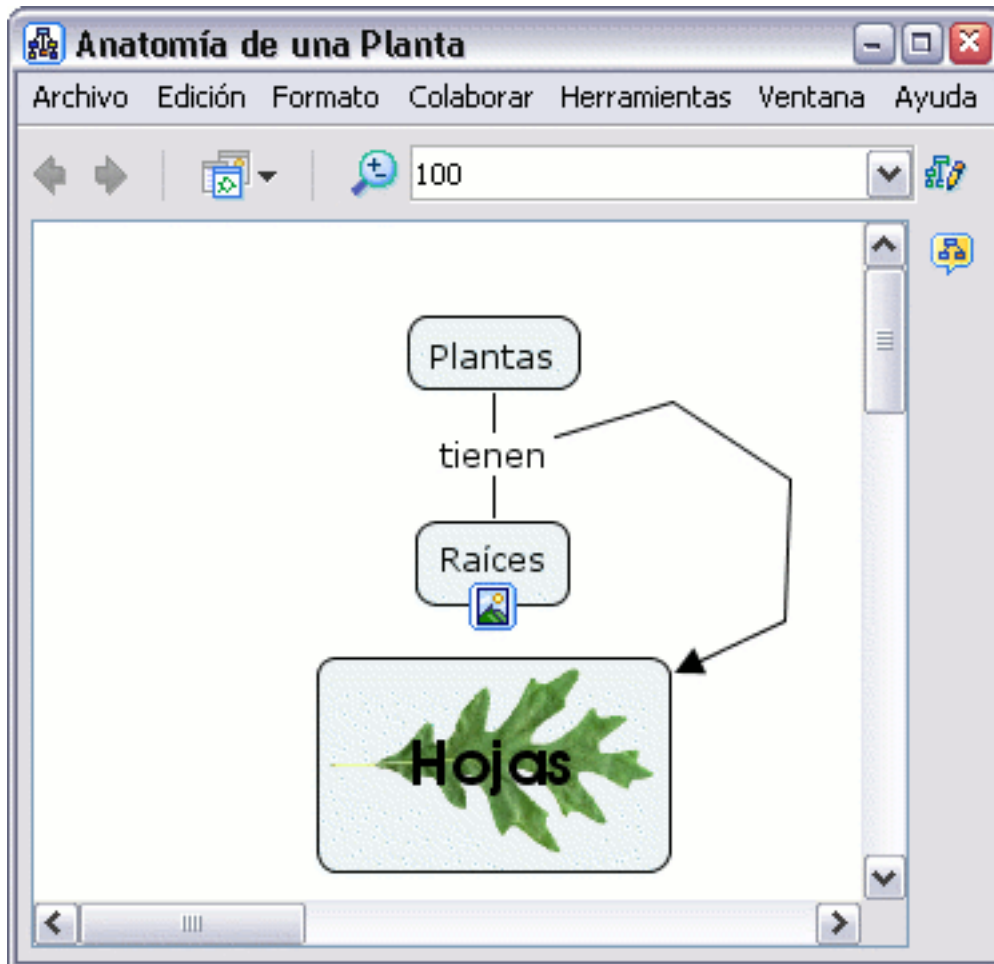 Anatomía de una Planta
Archivo Edición Formato Colaborar Herramientas Ventana Ayuda
100
Plantas
tienen
Raíces
Hojas